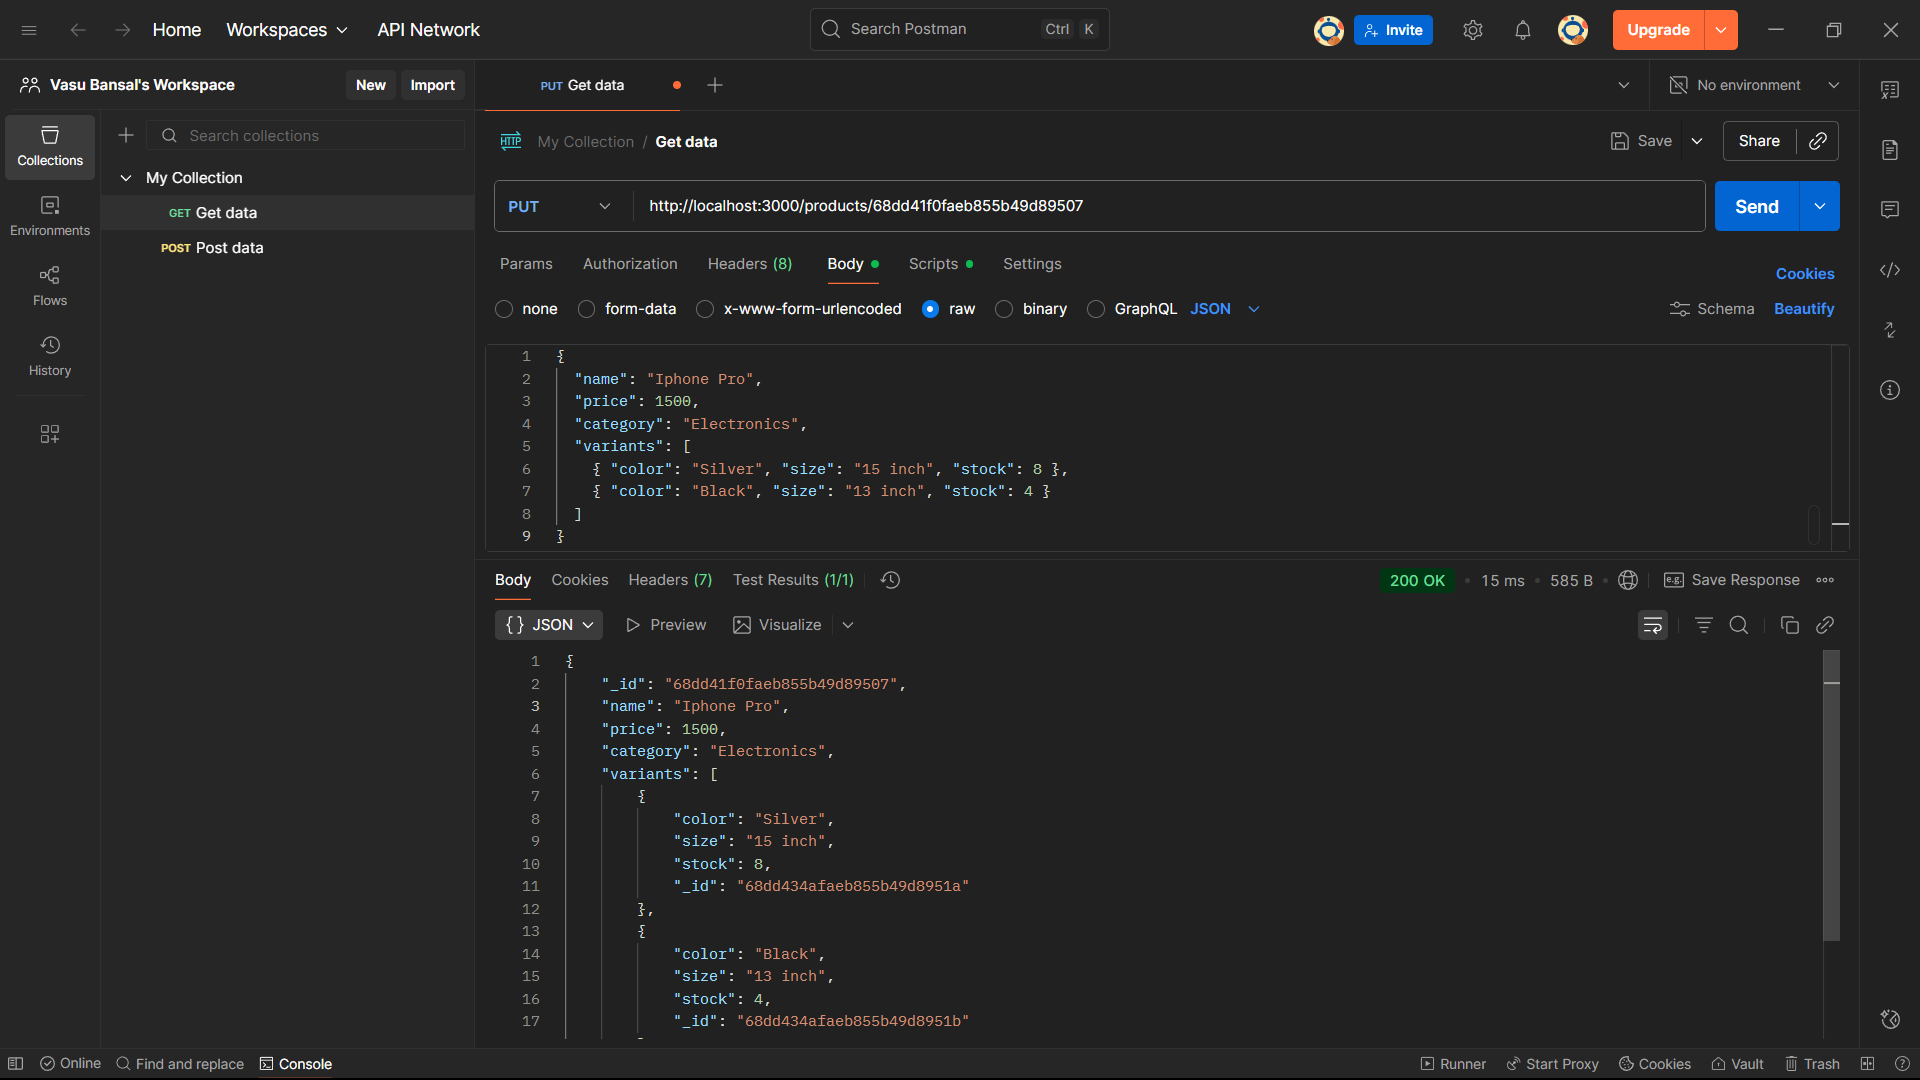 Home Workspaces API Network Search Postman Ctrl K Invite Upgrade
Vasu Bansal's Workspace New Import PUT Get data No environment
Collections
Environments
Flows
History
Search collections
My Collection
GET Get data
POST Post data
HTTP My Collection / Get data Save Share
PUT http://localhost:3000/products/68dd41f0faeb855b49d89507 Send
Params Authorization Headers (8) Body Scripts Settings Cookies
none form-data x-www-form-urlencoded raw binary GraphQL JSON Schema Beautify
1 {
2 "name": "Iphone Pro",
3 "price": 1500,
4 "category": "Electronics",
5 "variants": [
6 { "color": "Silver", "size": "15 inch", "stock": 8 },
7 { "color": "Black", "size": "13 inch", "stock": 4 }
8 ]
9 }
Body Cookies Headers (7) Test Results (1/1) 200 OK • 15 ms • 585 B • e.g. Save Response
{} JSON Preview Visualize
1 {
2 "_id": "68dd41f0faeb855b49d89507",
3 "name": "Iphone Pro",
4 "price": 1500,
5 "category": "Electronics",
6 "variants": [
7 {
8 "color": "Silver",
9 "size": "15 inch",
10 "stock": 8,
11 "_id": "68dd434afaeb855b49d8951a"
12 },
13 {
14 "color": "Black",
15 "size": "13 inch",
16 "stock": 4,
17 "_id": "68dd434afaeb855b49d8951b"
Online Find and replace Console Runner Start Proxy Cookies Vault Trash